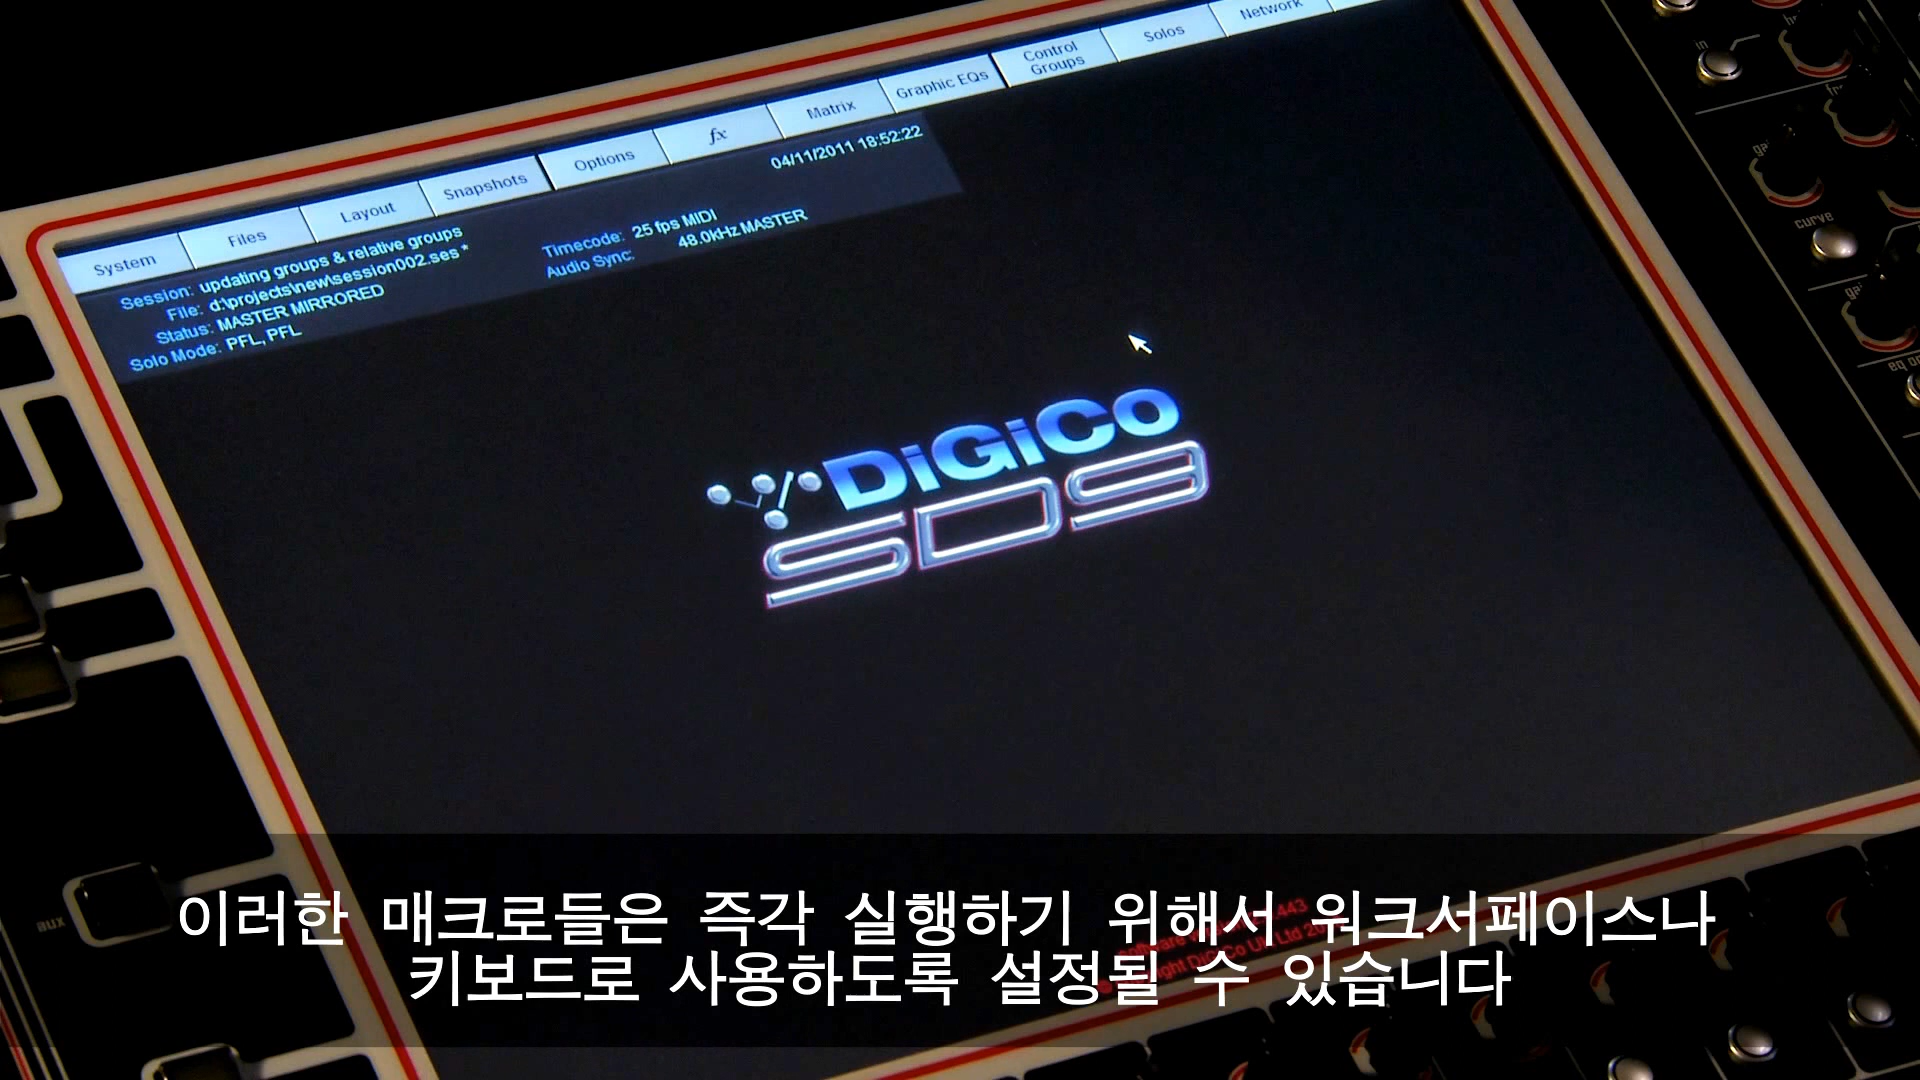 System
Files
Layout
Snapshots
Options
fx
Matrix
Graphic EQs
Control
Groups
Solos
Network
04/11/2011 18:52:22
Session: updating groups & relative groups
File: d:\projects\new\session002.ses *
Status: MASTER MIRRORED
Solo Mode: PFL, PFL
Timecode: 25 fps MIDI
Audio Sync: 48.0kHz MASTER
DiGiCo
SD9
in
curve
aux
이러한 매크로들은 즉각 실행하기 위해서 워크서페이스나
키보드로 사용하도록 설정될 수 있습니다